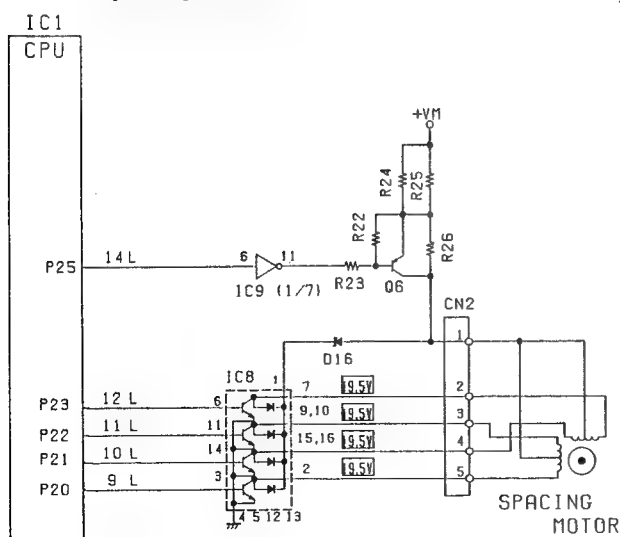 IC1
CPU
+VM
R24
R25
R22
R26
P25
14L
6
11
IC9 (1/7)
R23
Q6
CN2
1
D16
IC8
1
7
19.5V
2
P23
12 L
6
9,10
19.5V
3
P22
11 L
11
15,16
19.5V
4
P21
10 L
14
2
19.5V
5
P20
9 L
3
4 5 12 13
SPACING
MOTOR